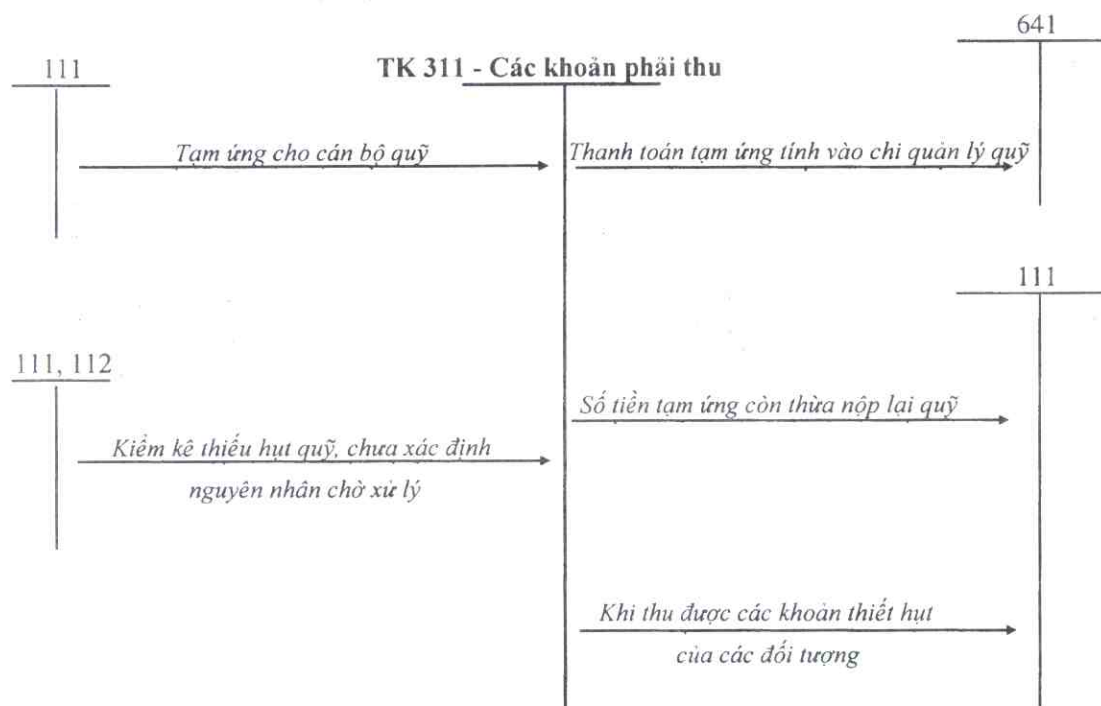 641
111
TK 311 - Các khoản phải thu
Tạm ứng cho cán bộ quỹ
Thanh toán tạm ứng tính vào chi quản lý quỹ
111
111, 112
Số tiền tạm ứng còn thừa nộp lại quỹ
Kiểm kê thiếu hụt quỹ, chưa xác định
nguyên nhân chờ xử lý
Khi thu được các khoản thiết hụt
của các đối tượng